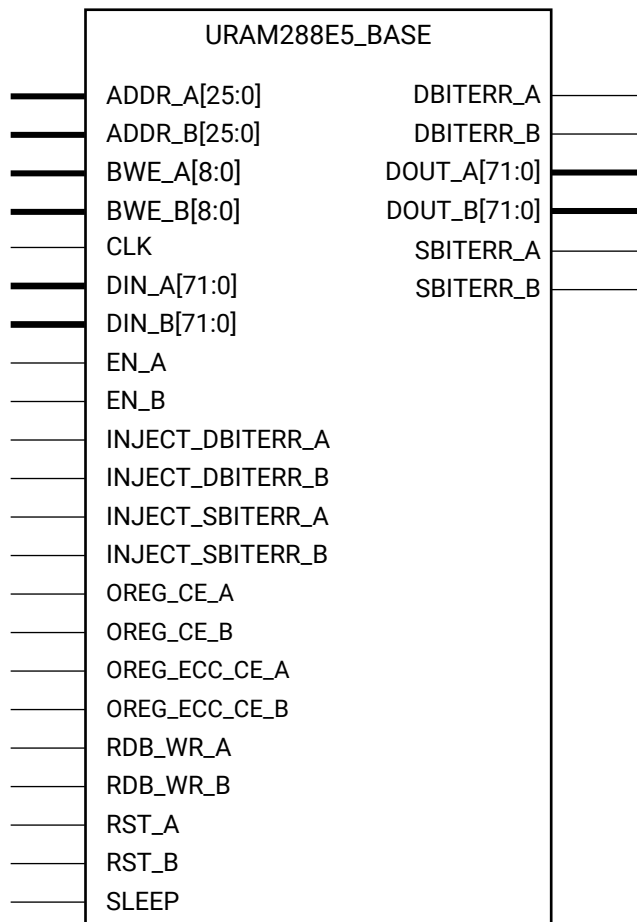 URAM288E5_BASE
ADDR_A[25:0]
ADDR_B[25:0]
BWE_A[8:0]
BWE_B[8:0]
CLK
DIN_A[71:0]
DIN_B[71:0]
EN_A
EN_B
INJECT_DBITERR_A
INJECT_DBITERR_B
INJECT_SBITERR_A
INJECT_SBITERR_B
OREG_CE_A
OREG_CE_B
OREG_ECC_CE_A
OREG_ECC_CE_B
RDB_WR_A
RDB_WR_B
RST_A
RST_B
SLEEP
DBITERR_A
DBITERR_B
DOUT_A[71:0]
DOUT_B[71:0]
SBITERR_A
SBITERR_B